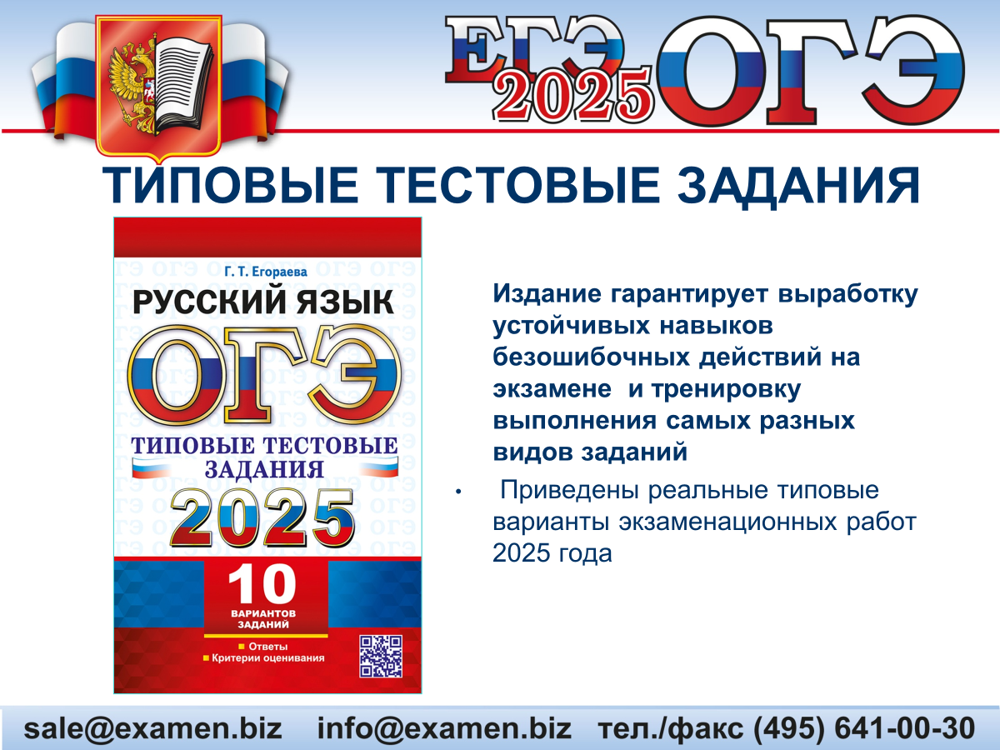 ЕГЭ
2025
ОГЭ
ТИПОВЫЕ ТЕСТОВЫЕ ЗАДАНИЯ
Г. Т. Егораева
РУССКИЙ ЯЗЫК
ОГЭ
ТИПОВЫЕ ТЕСТОВЫЕ
ЗАДАНИЯ
2025
10
ВАРИАНТОВ
ЗАДАНИЙ
Ответы
Критерии оценивания
Издание гарантирует выработку
устойчивых навыков
безошибочных действий на
экзамене и тренировку
выполнения самых разных
видов заданий
• Приведены реальные типовые
варианты экзаменационных работ
2025 года
sale@examen.biz info@examen.biz тел./факс (495) 641-00-30